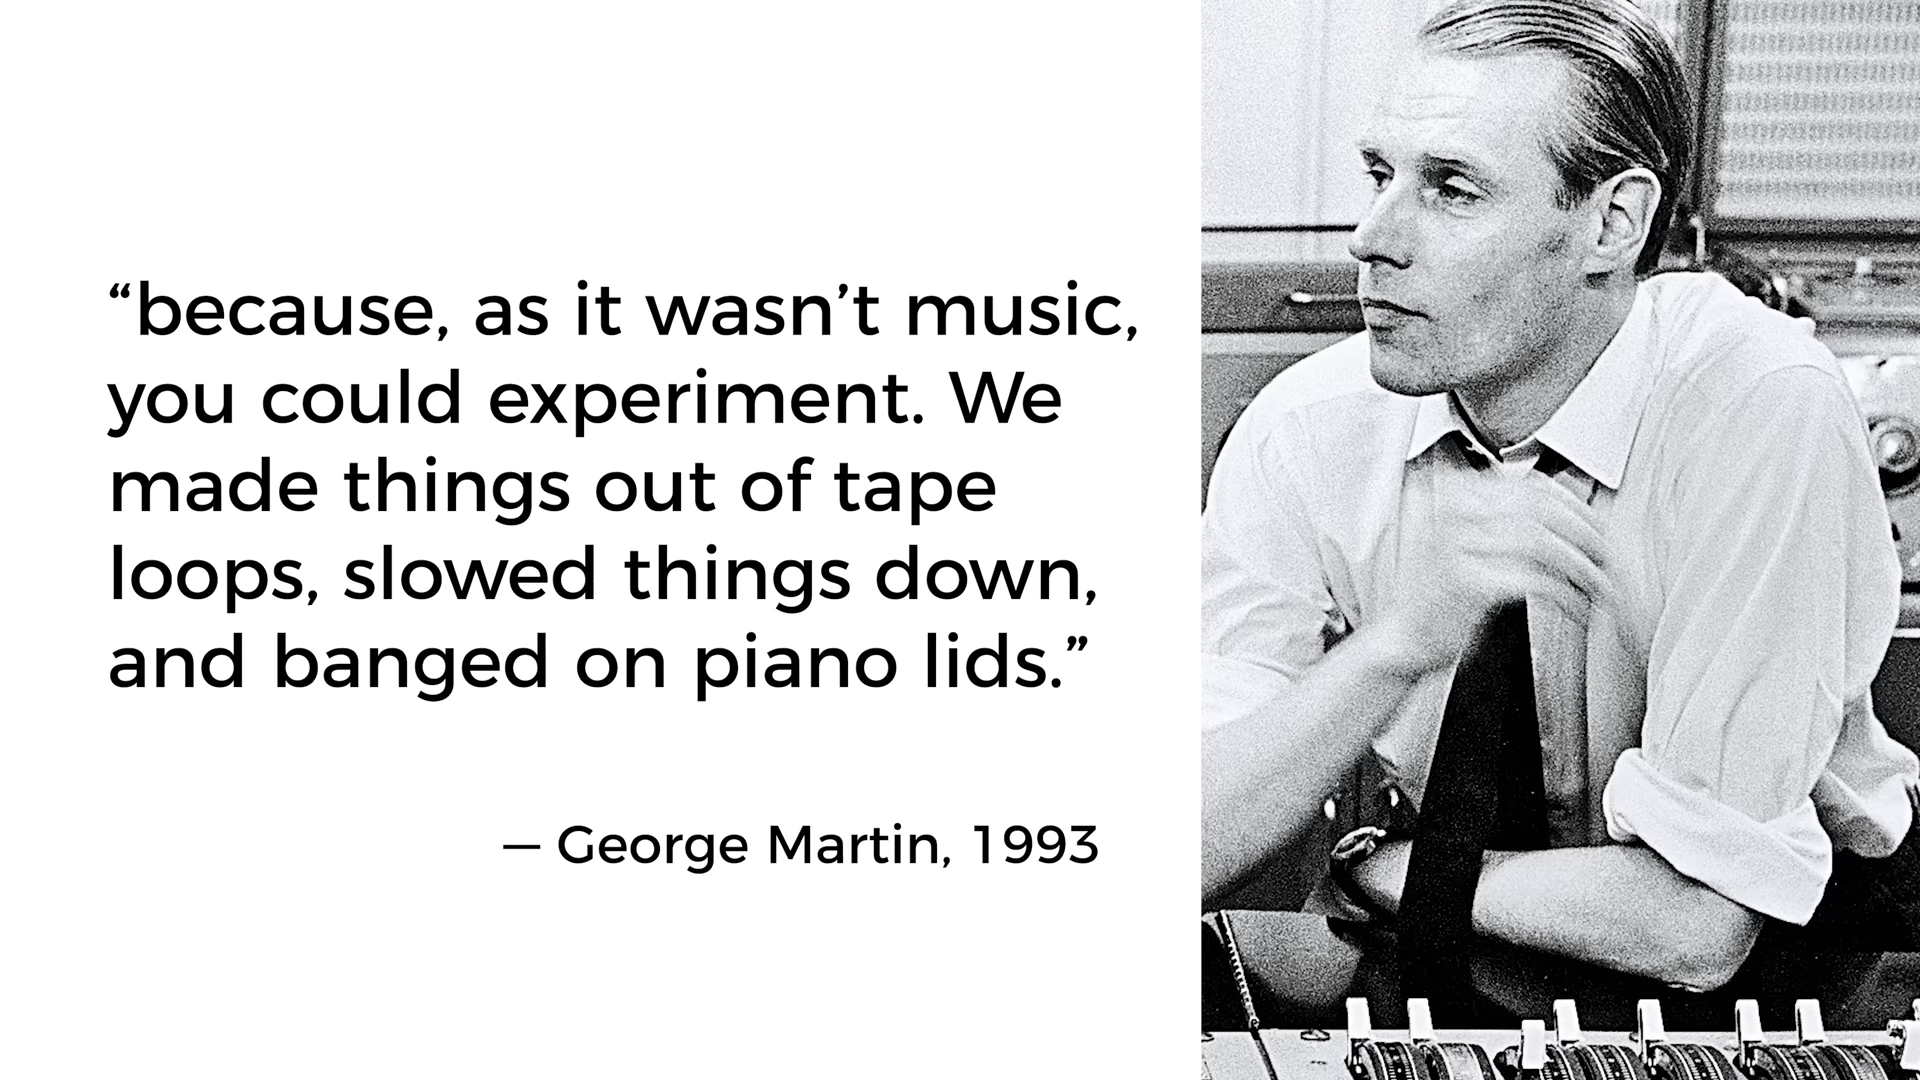 “because, as it wasn’t music,
you could experiment. We
made things out of tape
loops, slowed things down,
and banged on piano lids.”
— George Martin, 1993